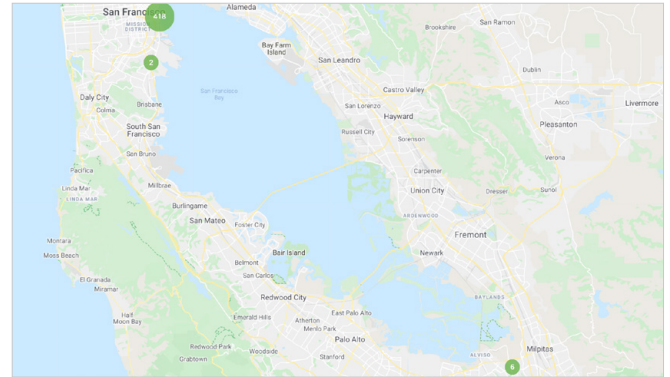 San Francisco
418
MISSION
DISTRICT
Alameda
Bay Farm
Island
San Leandro
Brookshire
San Ramon
Dublin
2
Daly City
Colma
Brisbane
San Francisco
Bay
Castro Valley
San Lorenzo
Hayward
Asco
Livermore
Pleasanton
South San
Francisco
Russell City
Sorenson
San Bruno
Verona
Pacifica
Carpenter
Linda Mar
LINDA MAR
Millbrae
Union City
Dresser
Sunol
Burlingame
San Mateo
Foster City
ARDENWOOD
Fremont
Montara
Moss Beach
Bair Island
Newark
Belmont
San Carlos
El Granada
Miramar
Redwood City
BAYLANDS
Half
Moon Bay
Emerald Hills
Atherton
East Palo Alto
Menlo Park
Palo Alto
Redwood Park
Woodside
Stanford
Grabtown
ALVISO
Milpitas
6